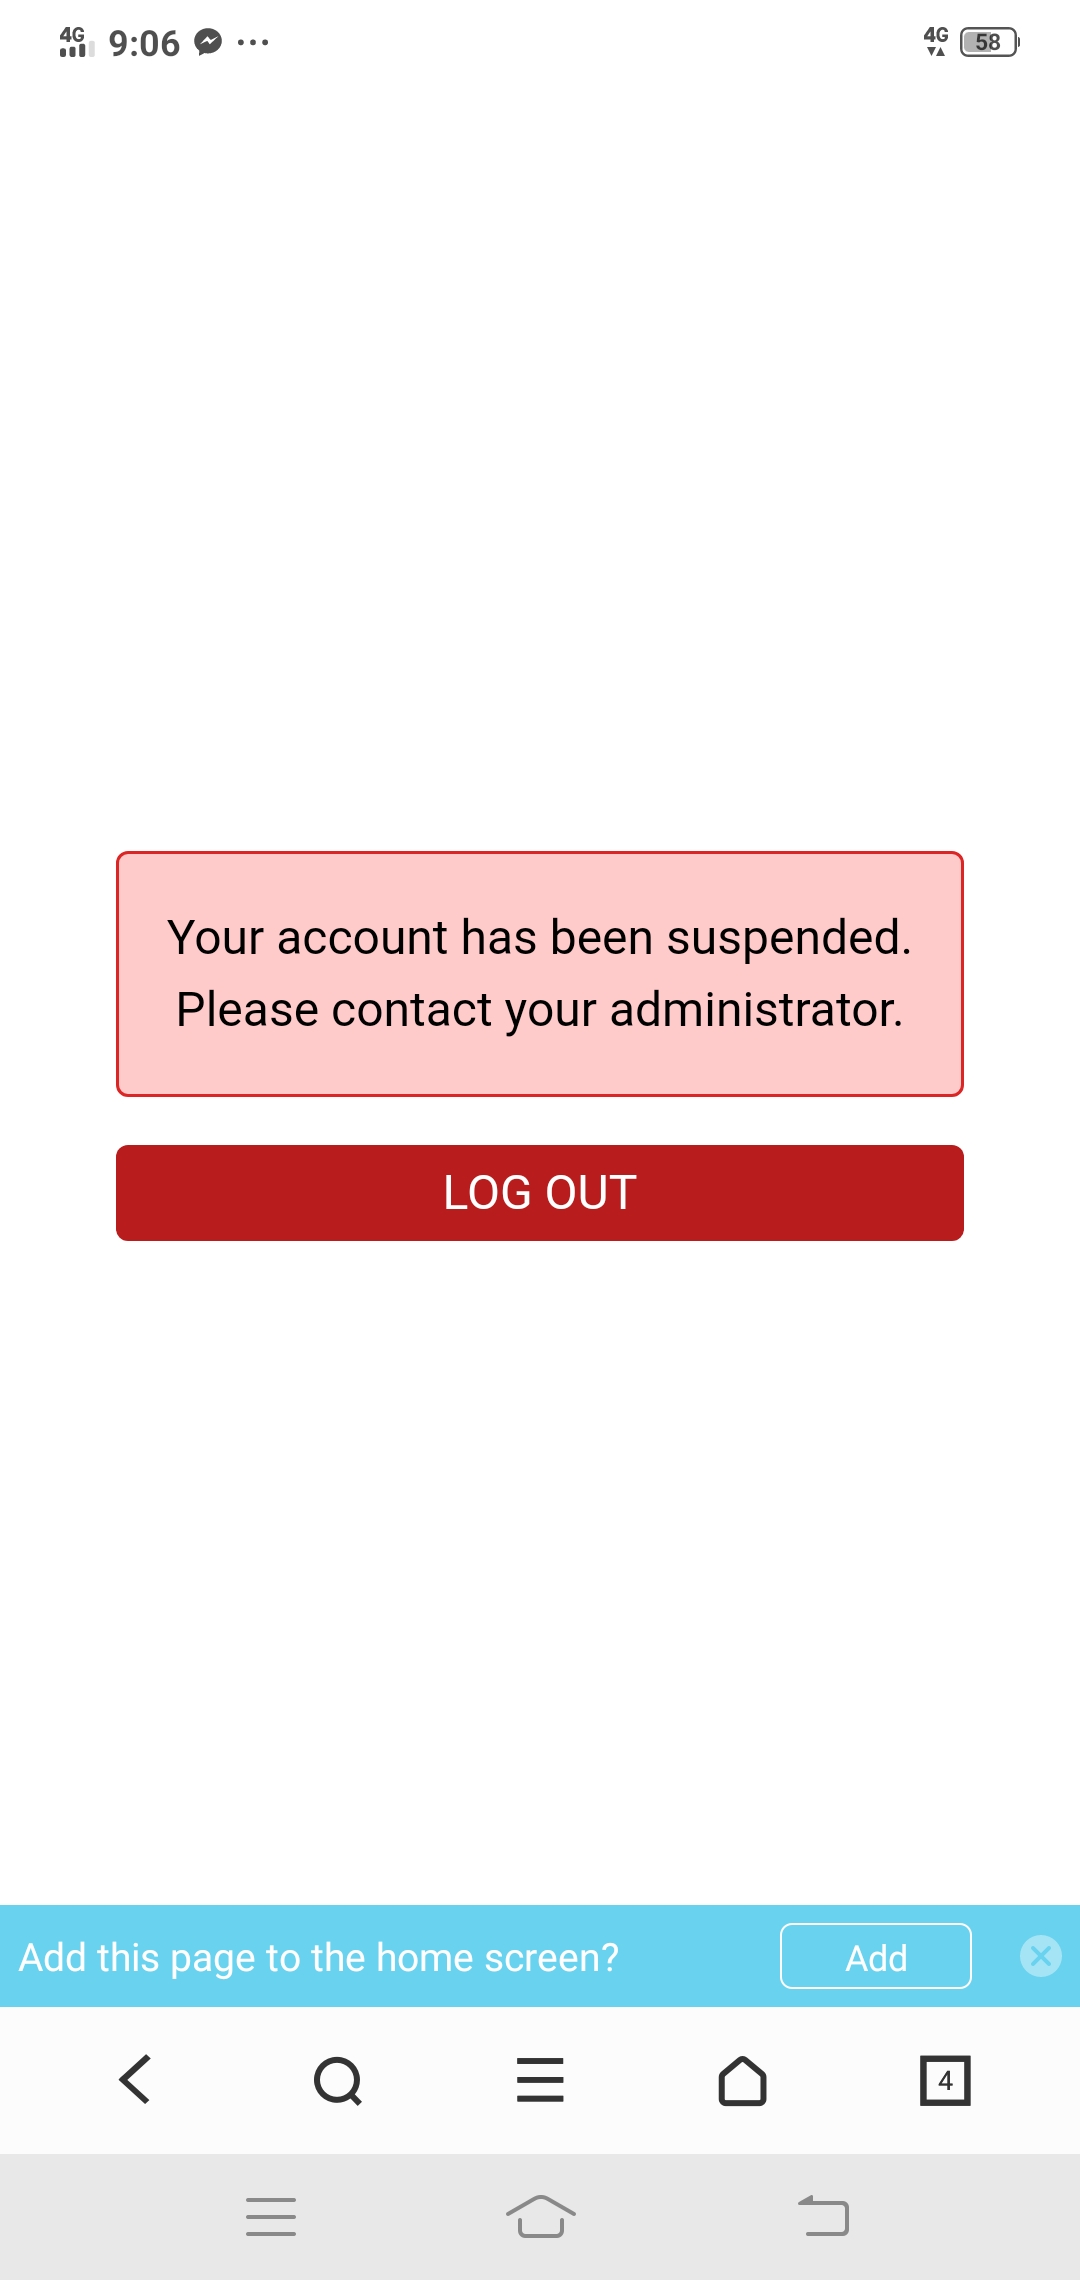 4G 9:06 4G 58
Your account has been suspended.
Please contact your administrator.
LOG OUT
Add this page to the home screen? Add
4